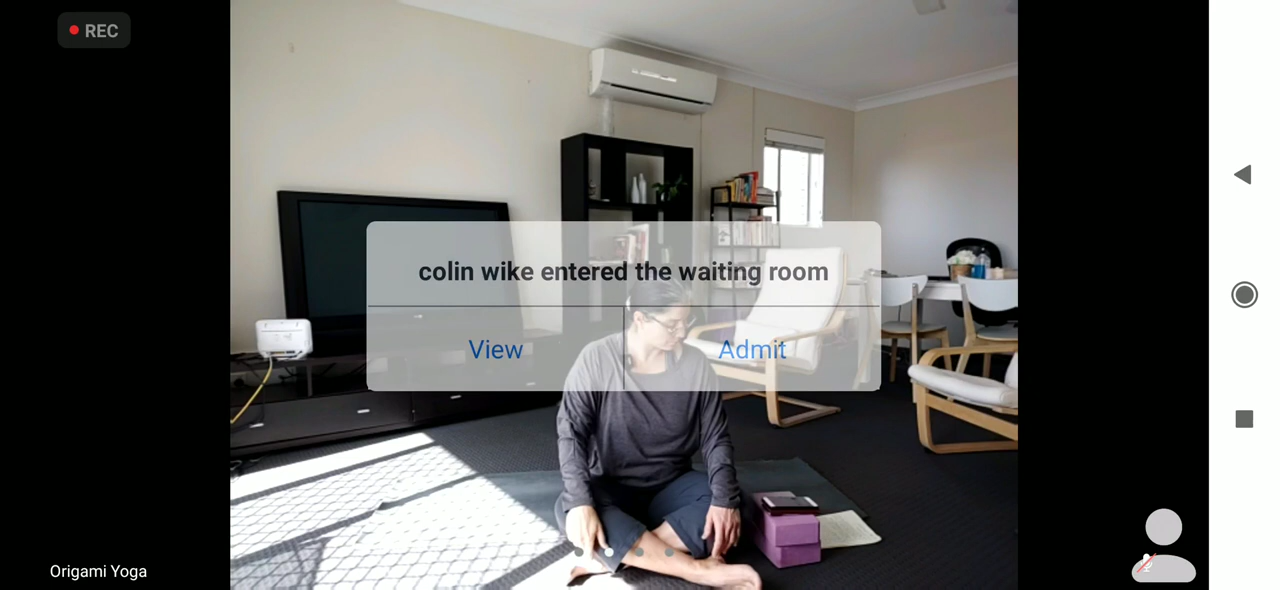 REC
colin wike entered the waiting room
View
Admit
Origami Yoga